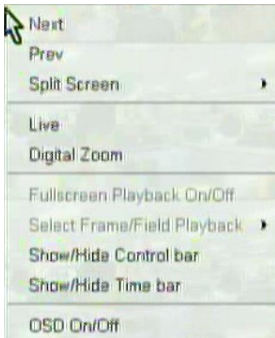 Next
Prev
Split Screen
Live
Digital Zoom
Fullscreen Playback On/Off
Select Frame/Field Playback
Show/Hide Control bar
Show/Hide Time bar
OSD On/Off